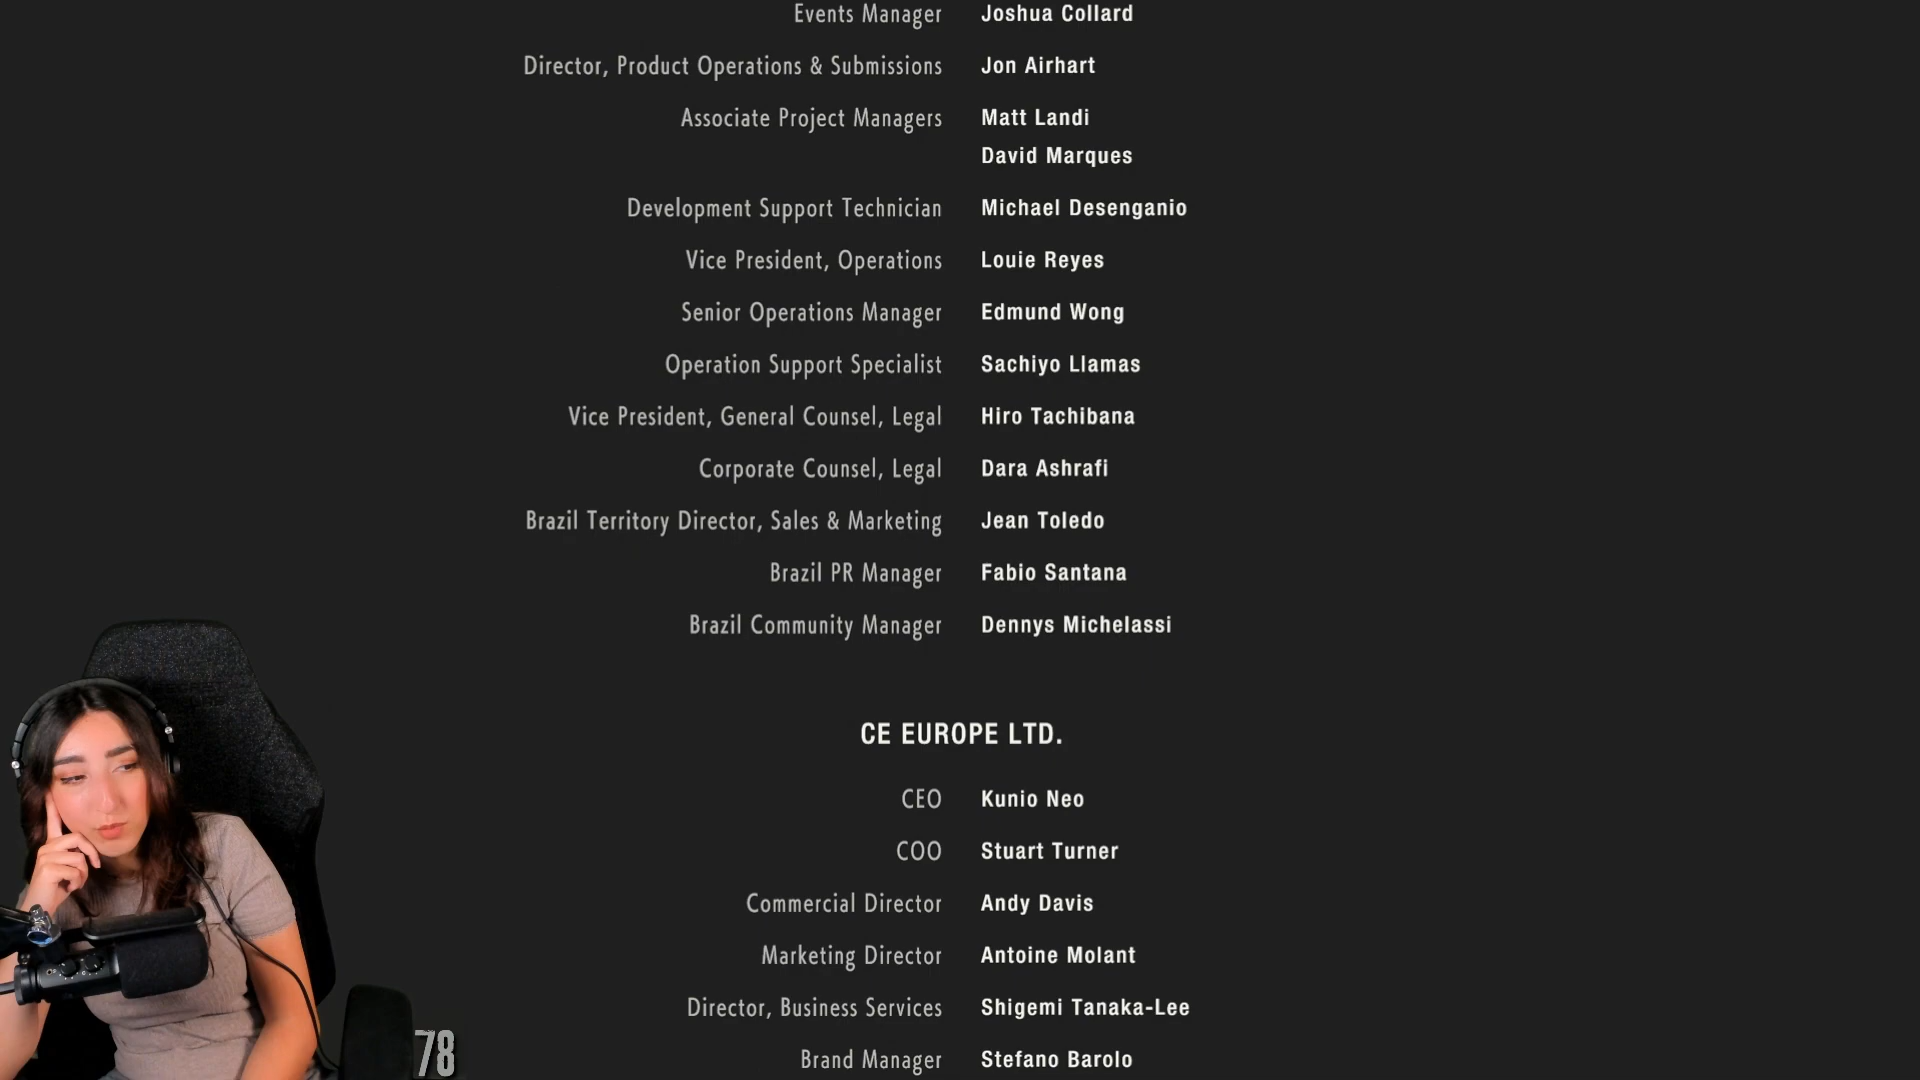 Events Manager Joshua Collard
Director, Product Operations & Submissions Jon Airhart
Associate Project Managers Matt Landi
David Marques
Development Support Technician Michael Desenganio
Vice President, Operations Louie Reyes
Senior Operations Manager Edmund Wong
Operation Support Specialist Sachiyo Llamas
Vice President, General Counsel, Legal Hiro Tachibana
Corporate Counsel, Legal Dara Ashrafi
Brazil Territory Director, Sales & Marketing Jean Toledo
Brazil PR Manager Fabio Santana
Brazil Community Manager Dennys Michelassi
CE EUROPE LTD.
CEO Kunio Neo
COO Stuart Turner
Commercial Director Andy Davis
Marketing Director Antoine Molant
Director, Business Services Shigemi Tanaka-Lee
Brand Manager Stefano Barolo
78